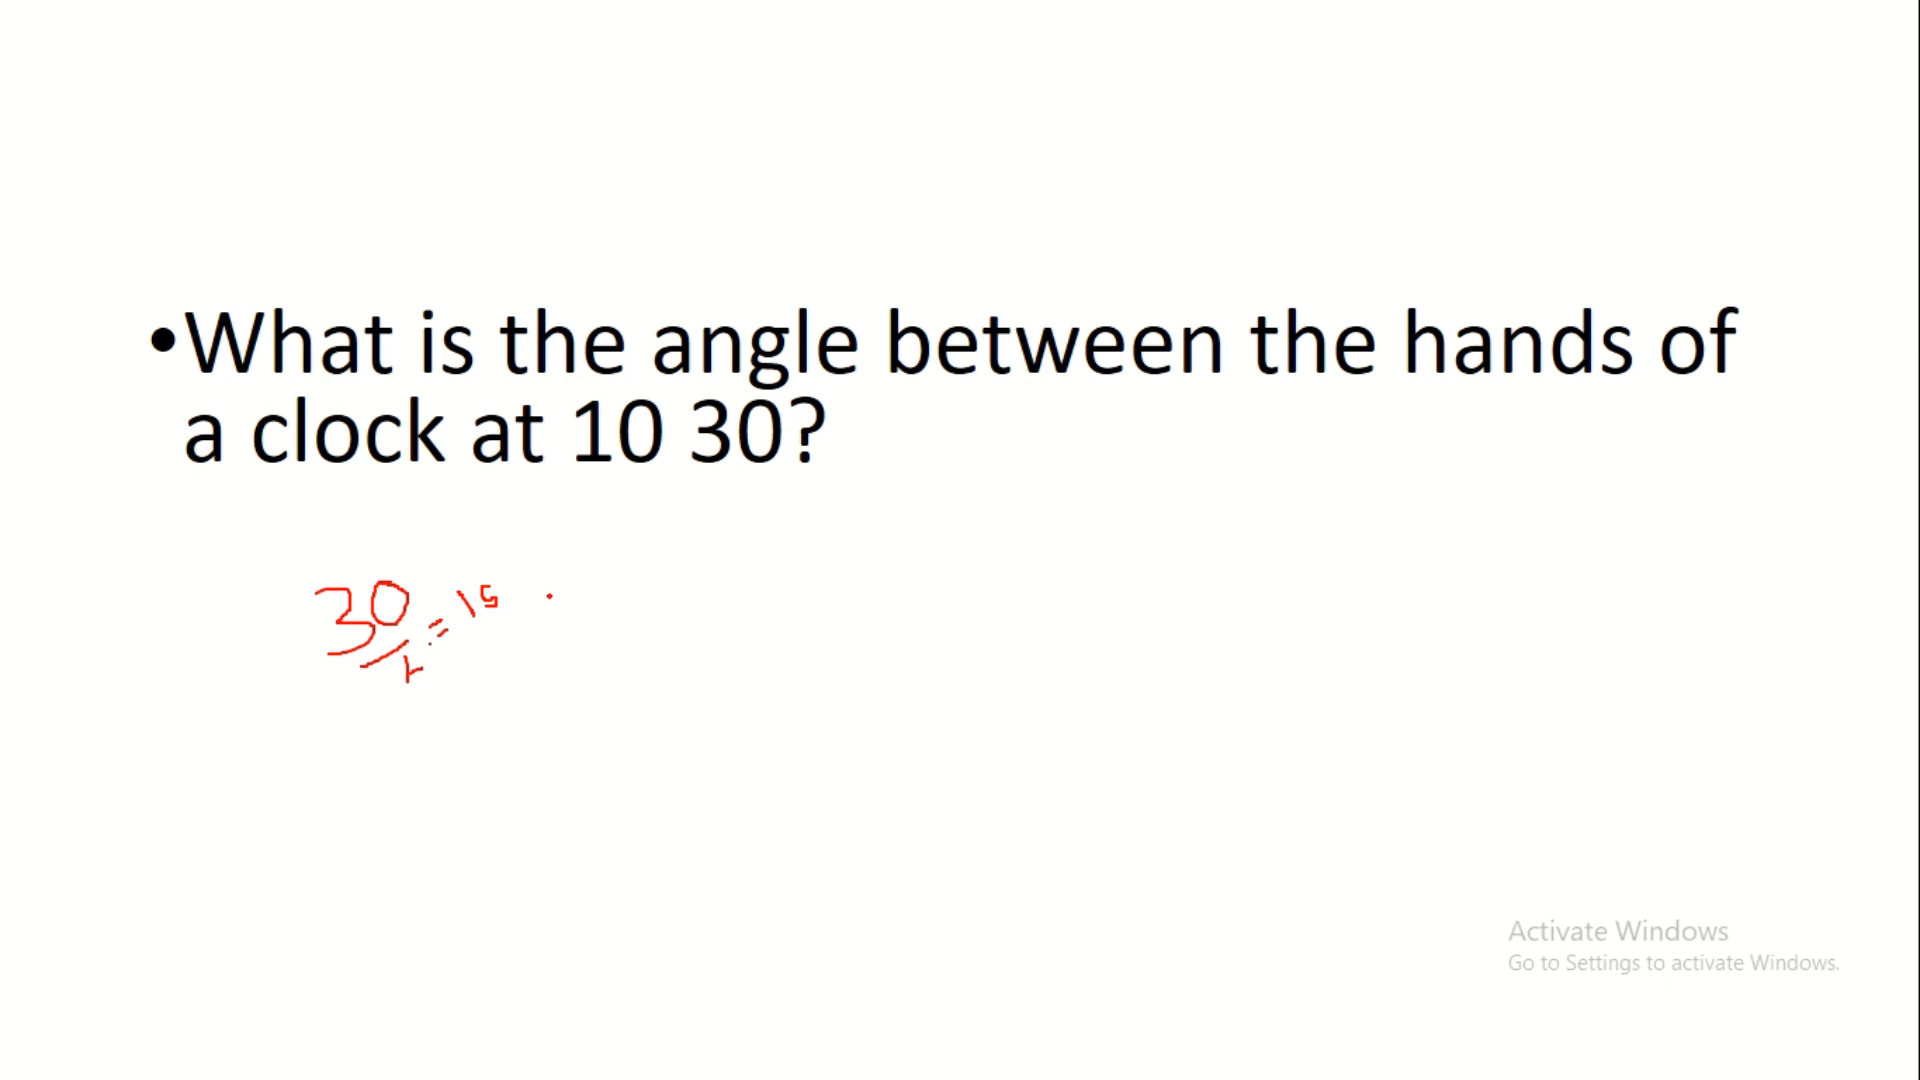 •What is the angle between the hands of
a clock at 10 30?
30/2 = 15
Activate Windows
Go to Settings to activate Windows.